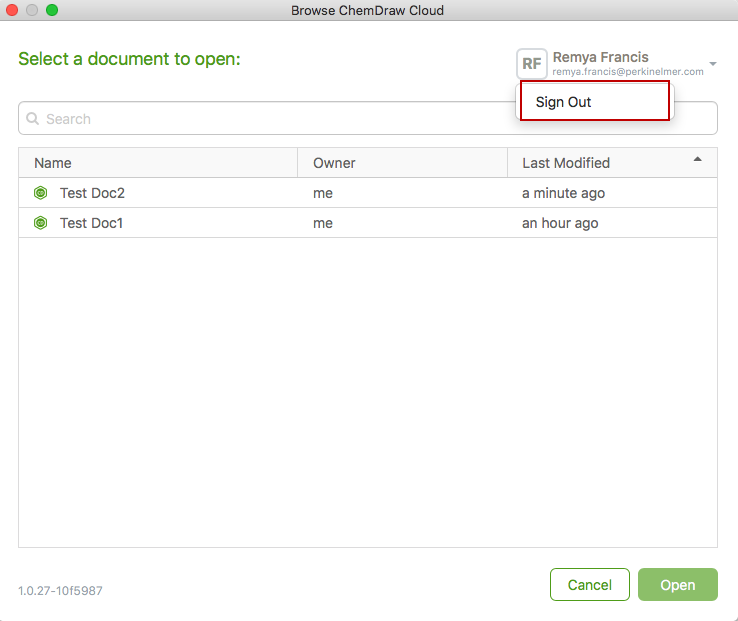 Browse ChemDraw Cloud
Select a document to open:
RF
Remya Francis
remya.francis@perkinelmer.com
Sign Out
Search
Name Owner Last Modified
Test Doc2 me a minute ago
Test Doc1 me an hour ago
1.0.27-10f5987
Cancel Open